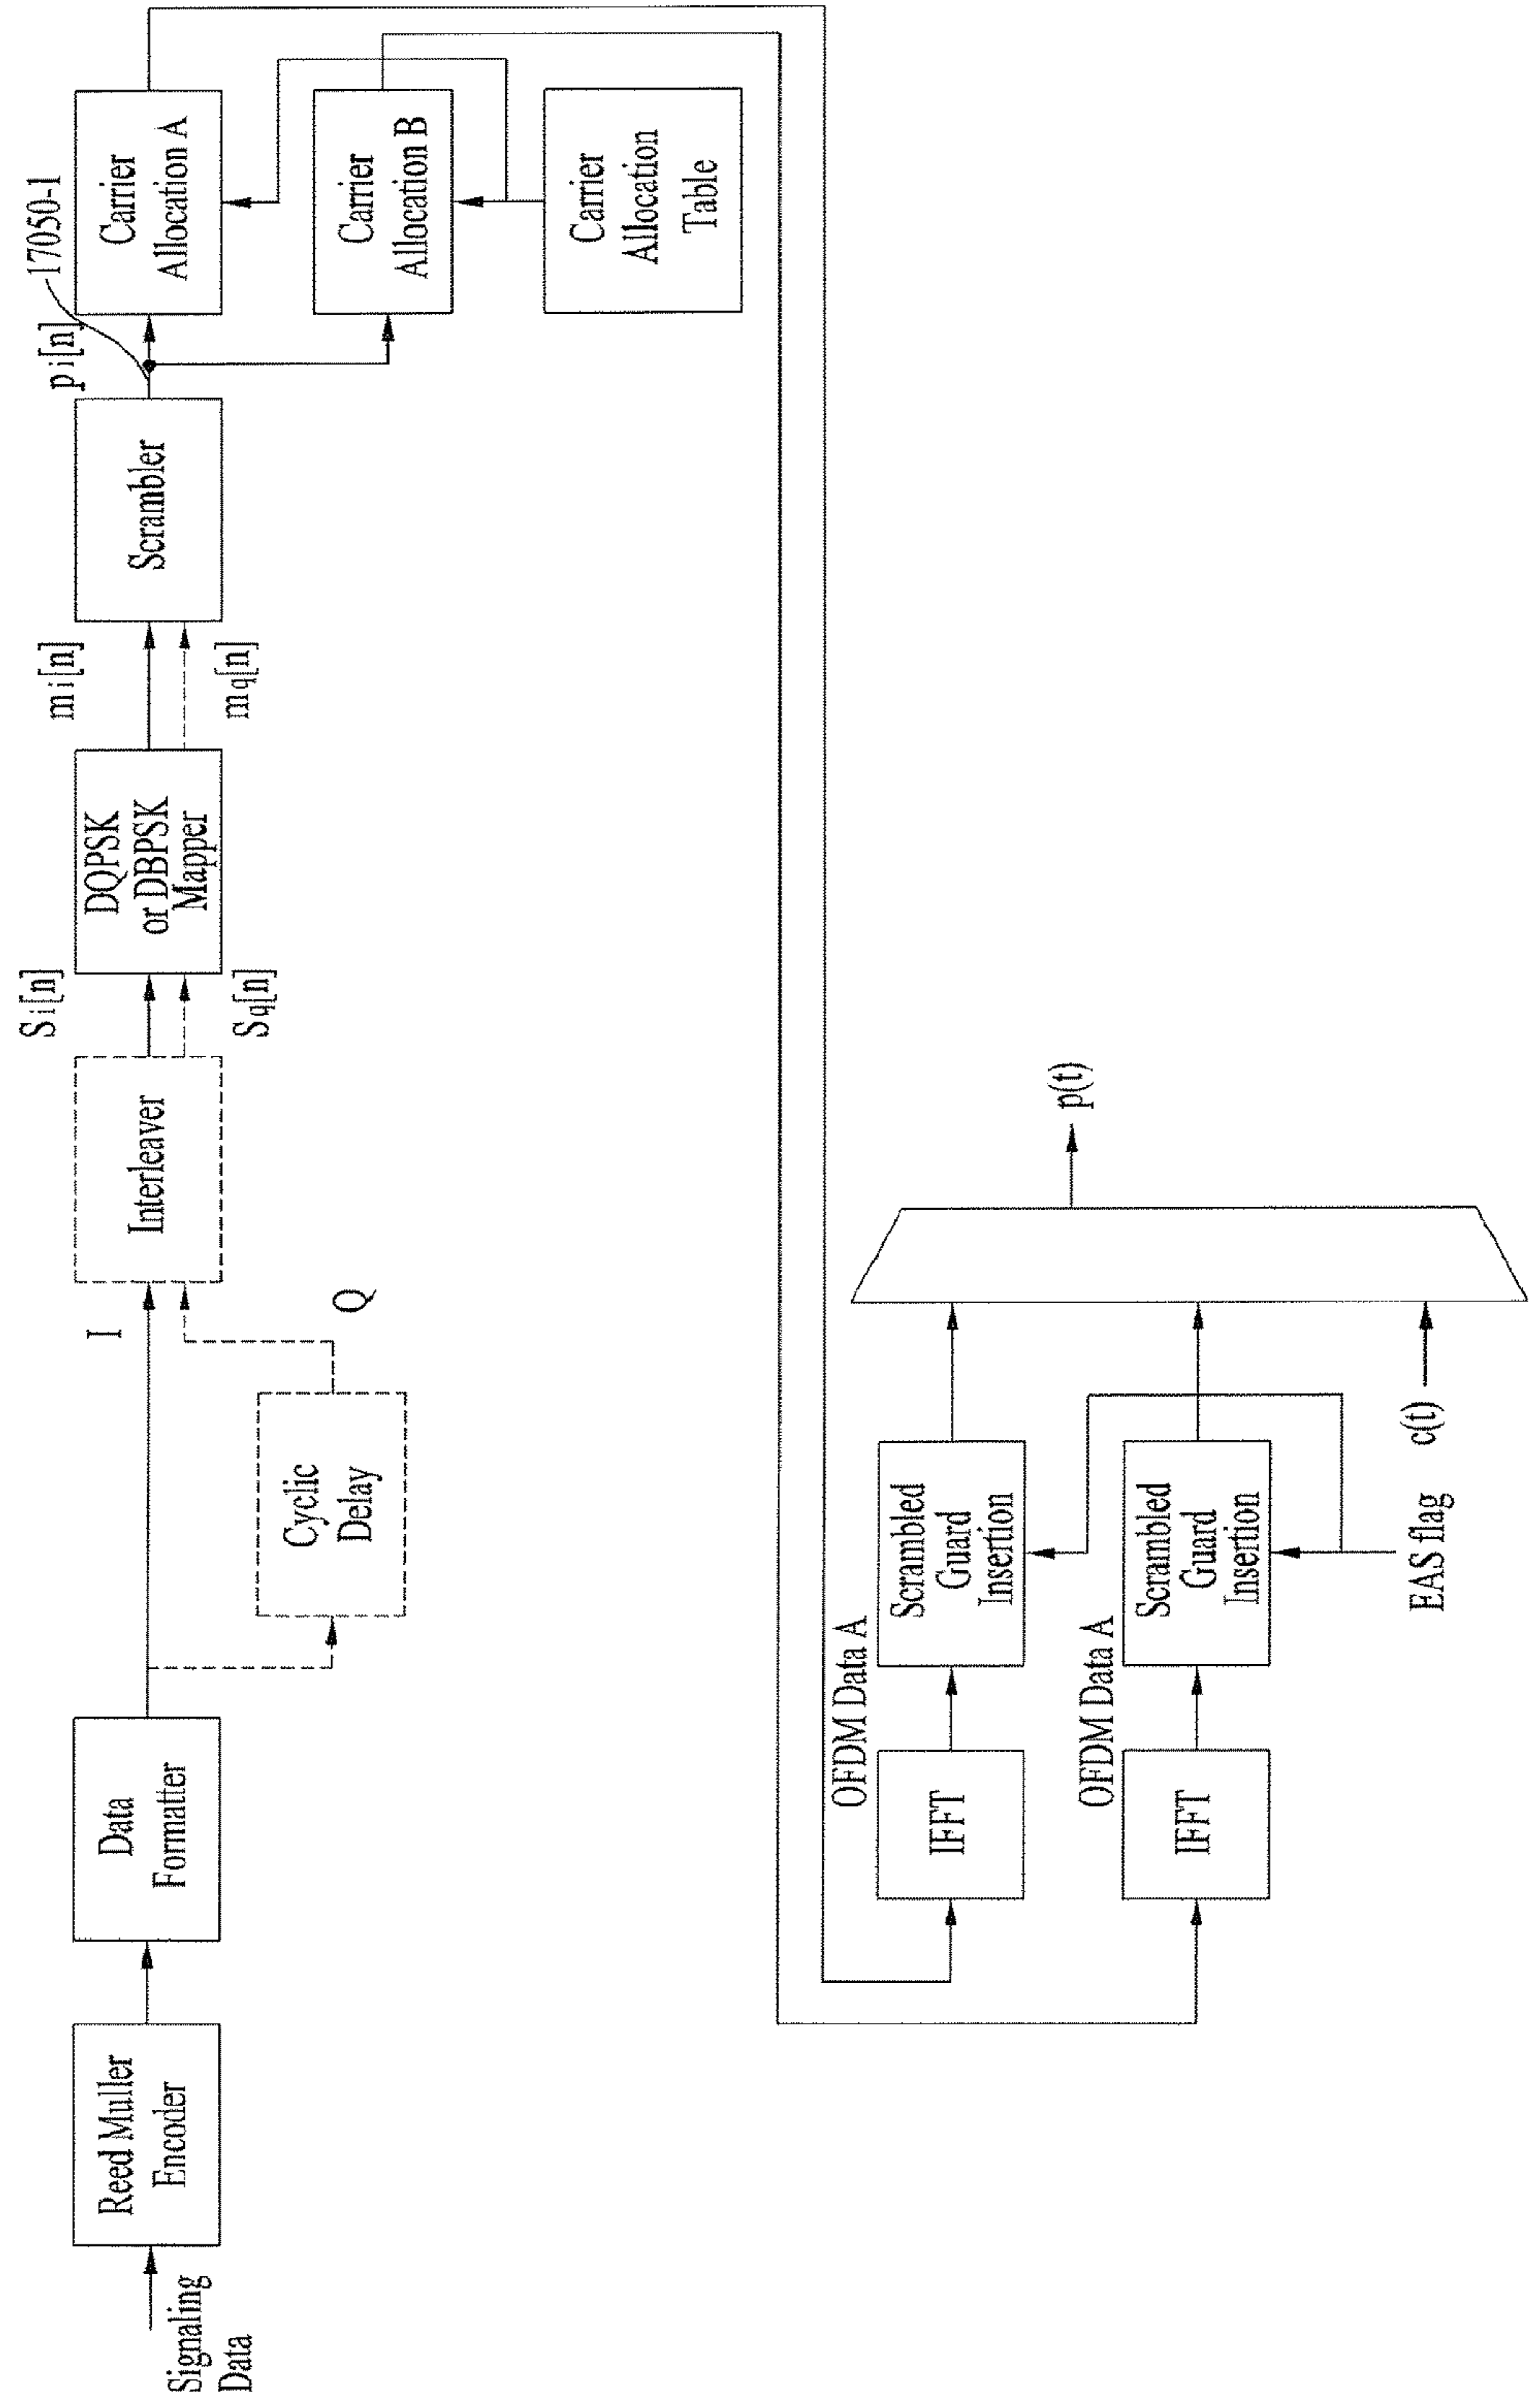 Signaling
Data
Reed Muller
Encoder
Data
Formatter
Cyclic
Delay
I
Q
Interleaver
Si[n]
Sq[n]
DQPSK
or DBPSK
Mapper
mi[n]
mq[n]
Scrambler
pi[n]
17050-1
Carrier
Allocation A
Carrier
Allocation B
Carrier
Allocation
Table
IFFT
OFDM Data A
Scrambled
Guard
Insertion
IFFT
OFDM Data A
Scrambled
Guard
Insertion
EAS flag
c(t)
p(t)